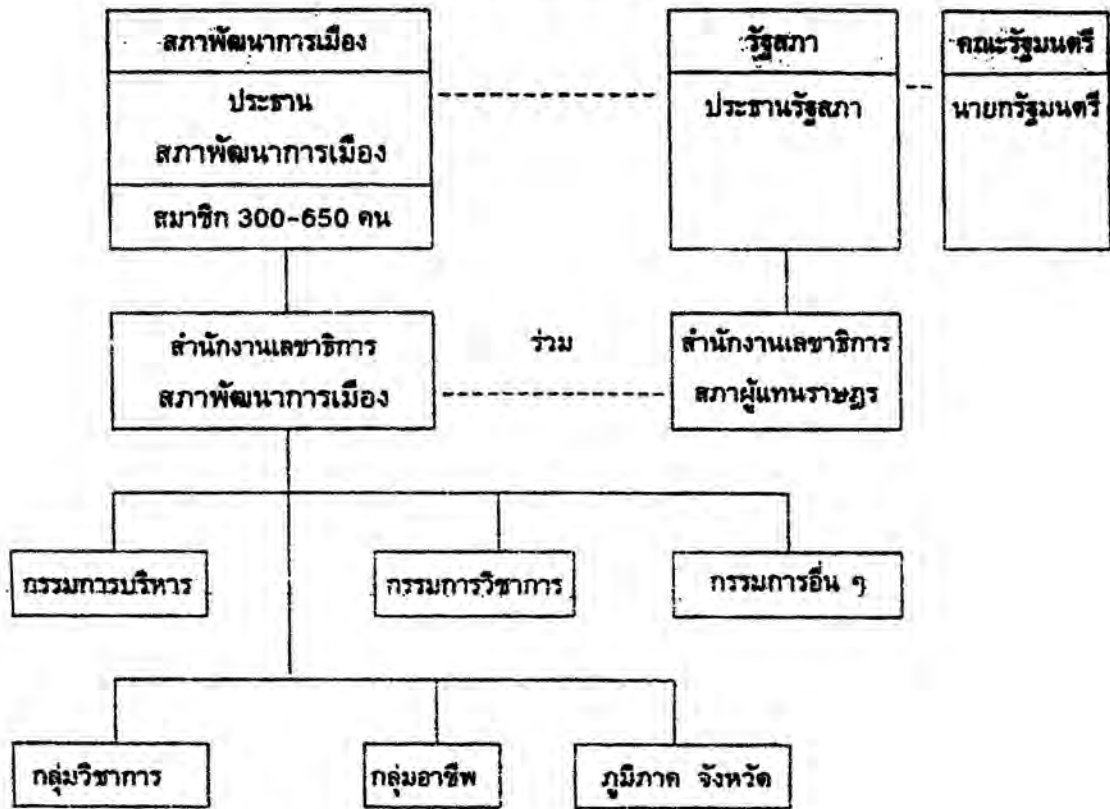 สภาพัฒนาการเมือง
ประธาน
สภาพัฒนาการเมือง
สมาชิก 300-650 คน
รัฐสภา
ประธานรัฐสภา
คณะรัฐมนตรี
นายกรัฐมนตรี
สำนักงานเลขาธิการ
สภาพัฒนาการเมือง
ร่วม
สำนักงานเลขาธิการ
สภาผู้แทนราษฎร
กรรมการบริหาร
กรรมการวิชาการ
กรรมการอื่น ๆ
กลุ่มวิชาการ
กลุ่มอาชีพ
ภูมิภาค จังหวัด